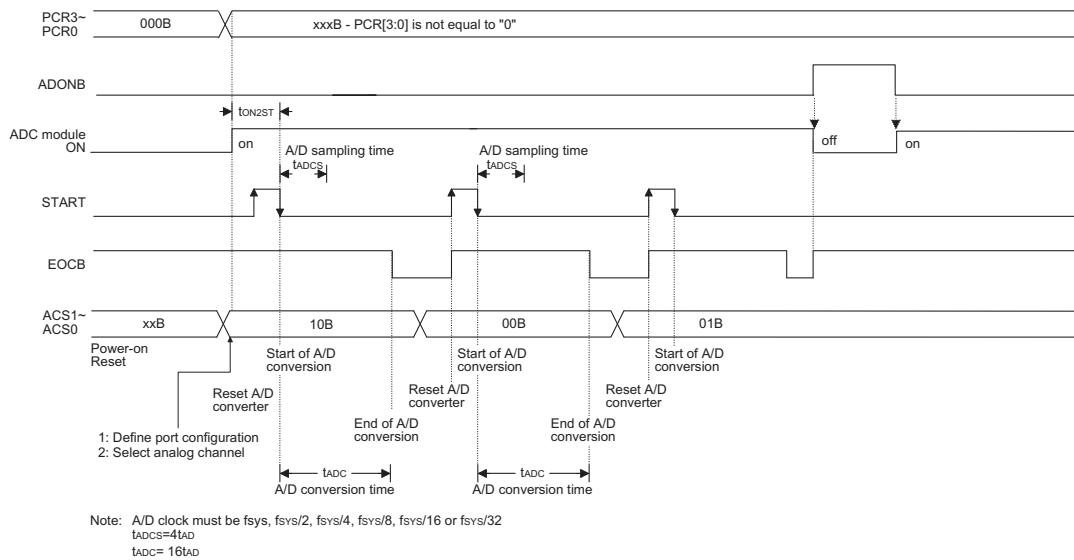 PCR3~
PCR0
000B
xxxB - PCR[3:0] is not equal to "0"
ADONB
tON2ST
ADC module
ON
on
off
on
A/D sampling time
tADCS
A/D sampling time
tADCS
START
EOCB
ACS1~
ACS0
xxB
10B
00B
01B
Power-on
Reset
Start of A/D
conversion
Start of A/D
conversion
Start of A/D
conversion
Reset A/D
converter
Reset A/D
converter
Reset A/D
converter
End of A/D
conversion
End of A/D
conversion
1: Define port configuration
2: Select analog channel
tADC
A/D conversion time
tADC
A/D conversion time
Note: A/D clock must be fsys, fSYS/2, fSYS/4, fSYS/8, fSYS/16 or fSYS/32
tADCS=4tAD
tADC= 16tAD